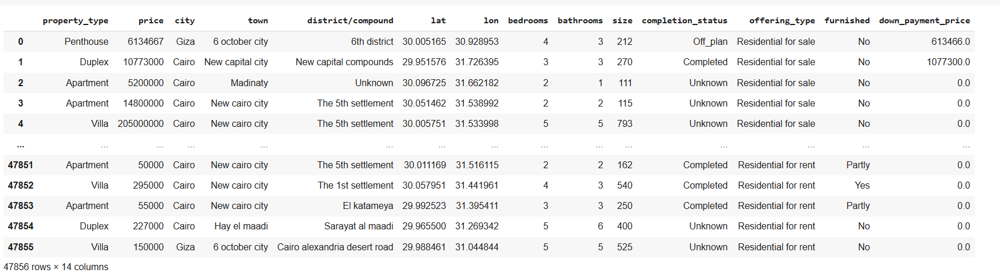 property_type price city town district/compound lat lon bedrooms bathrooms size completion_status offering_type furnished down_payment_price
0 Penthouse 6134667 Giza 6 october city 6th district 30.005165 30.928953 4 3 212 Off_plan Residential for sale No 613466.0
1 Duplex 10773000 Cairo New capital city New capital compounds 29.951576 31.726395 3 3 270 Completed Residential for sale No 1077300.0
2 Apartment 5200000 Cairo Madinaty Unknown 30.096725 31.662182 2 1 111 Unknown Residential for sale No 0.0
3 Apartment 14800000 Cairo New cairo city The 5th settlement 30.051462 31.538992 2 2 115 Unknown Residential for sale No 0.0
4 Villa 205000000 Cairo New cairo city The 5th settlement 30.005751 31.533998 5 5 793 Unknown Residential for sale No 0.0
... ... ... ... ... ... ... ... ... ... ... ... ... ... ...
47851 Apartment 50000 Cairo New cairo city The 5th settlement 30.011169 31.516115 2 2 162 Completed Residential for rent Partly 0.0
47852 Villa 295000 Cairo New cairo city The 1st settlement 30.057951 31.441961 4 3 540 Completed Residential for rent Yes 0.0
47853 Apartment 55000 Cairo New cairo city El katameya 29.992523 31.395411 3 3 250 Completed Residential for rent Partly 0.0
47854 Duplex 227000 Cairo Hay el maadi Sarayat al maadi 29.965500 31.269342 5 6 400 Unknown Residential for rent No 0.0
47855 Villa 150000 Giza 6 october city Cairo alexandria desert road 29.988461 31.044844 5 5 525 Unknown Residential for rent No 0.0
47856 rows × 14 columns